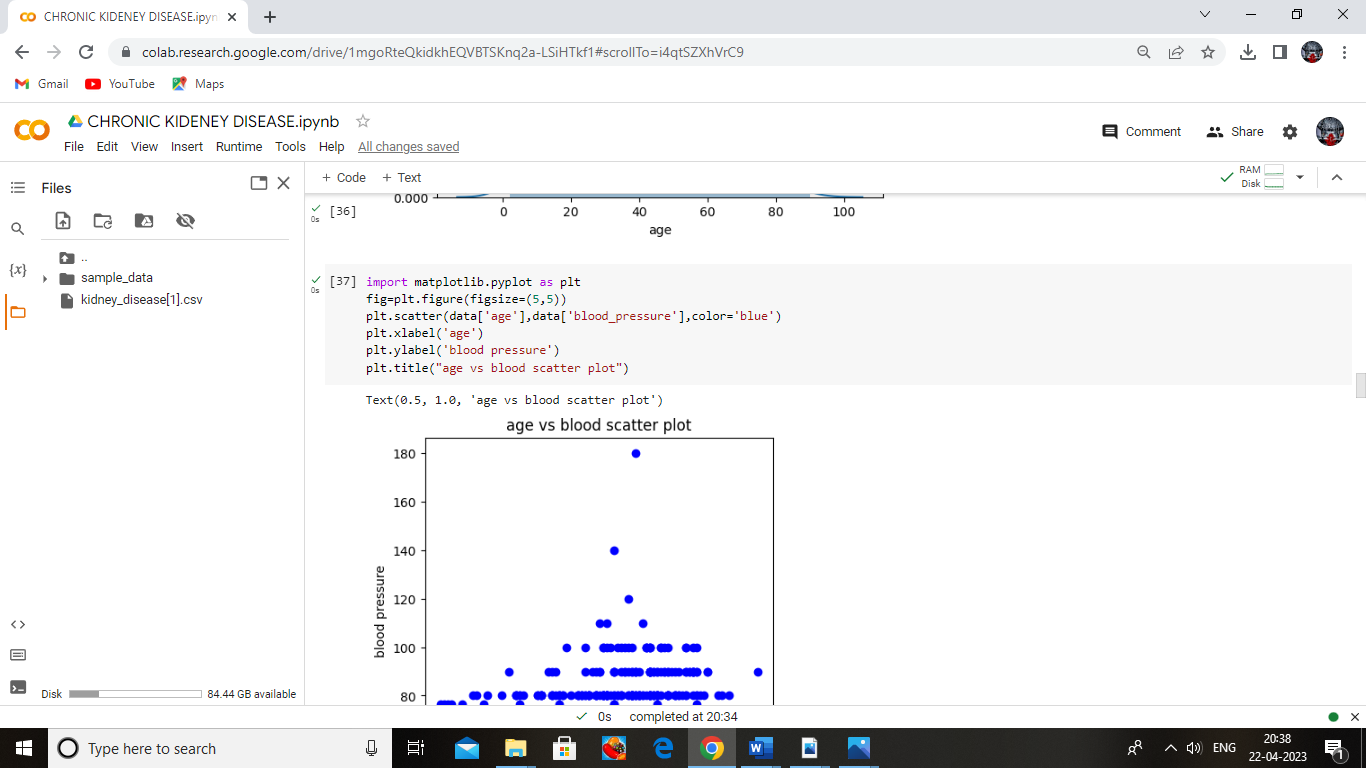 CHRONIC KIDENEY DISEASE.ipyn
colab.research.google.com/drive/1mgoRteQkidkhEQVBTSKnq2a-LSiHTkf1#scrollTo=i4qtSZXhVrC9
Gmail YouTube Maps
CHRONIC KIDENEY DISEASE.ipynb
File Edit View Insert Runtime Tools Help All changes saved
Comment Share
Files
+ Code + Text
RAM
Disk
..
sample_data
kidney_disease[1].csv
0s
[36]
0.000
0 20 40 60 80 100
age
0s
[37] import matplotlib.pyplot as plt
fig=plt.figure(figsize=(5,5))
plt.scatter(data['age'],data['blood_pressure'],color='blue')
plt.xlabel('age')
plt.ylabel('blood pressure')
plt.title("age vs blood scatter plot")
Text(0.5, 1.0, 'age vs blood scatter plot')
age vs blood scatter plot
180
160
140
120
100
80
blood pressure
{x}
<>
Disk 84.44 GB available
0s completed at 20:34
Type here to search
ENG
20:38
22-04-2023
1